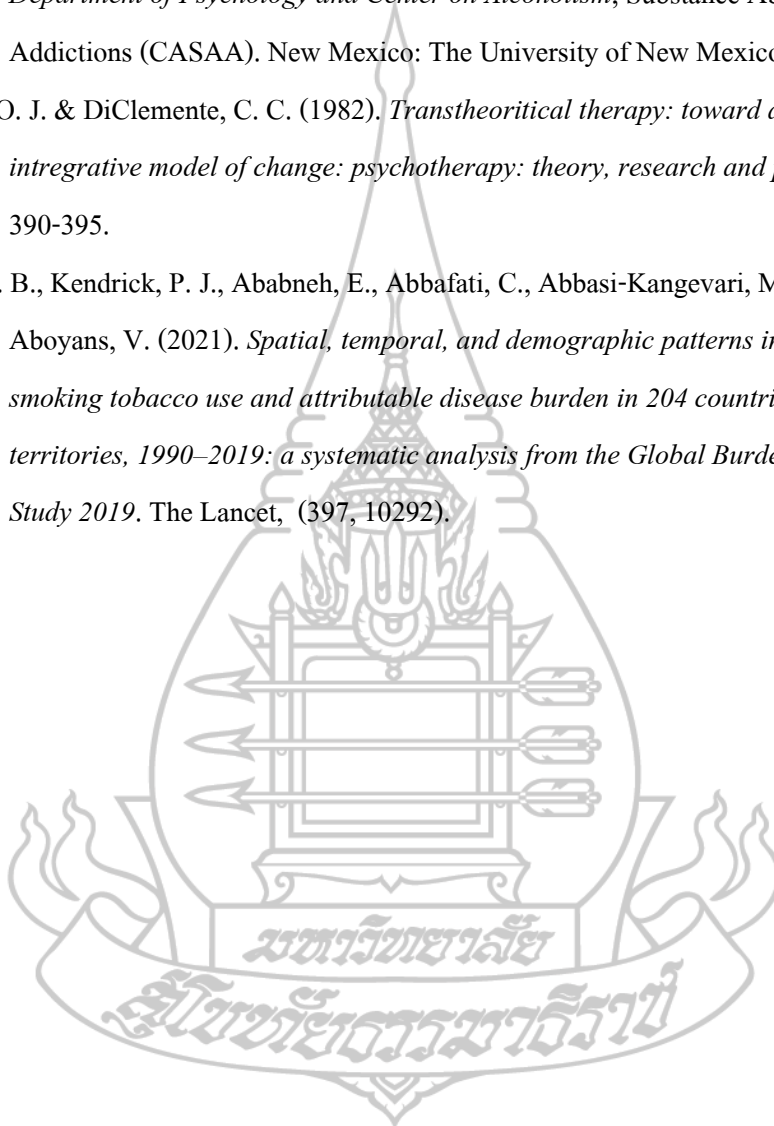 Department of Psychology and Center on Alcoholism, Substance
Addictions (CASAA). New Mexico: The University of New Mexico
O. J. & DiClemente, C. C. (1982). Transtheoritical therapy: toward a
intregrative model of change: psychotherapy: theory, research and p
390-395.
. B., Kendrick, P. J., Ababneh, E., Abbafati, C., Abbasi-Kangevari, M
Aboyans, V. (2021). Spatial, temporal, and demographic patterns in
smoking tobacco use and attributable disease burden in 204 countri
territories, 1990–2019: a systematic analysis from the Global Burde
Study 2019. The Lancet, (397, 10292).
มหาวิทยาลัย
สุโขทัยธรรมาธิราช